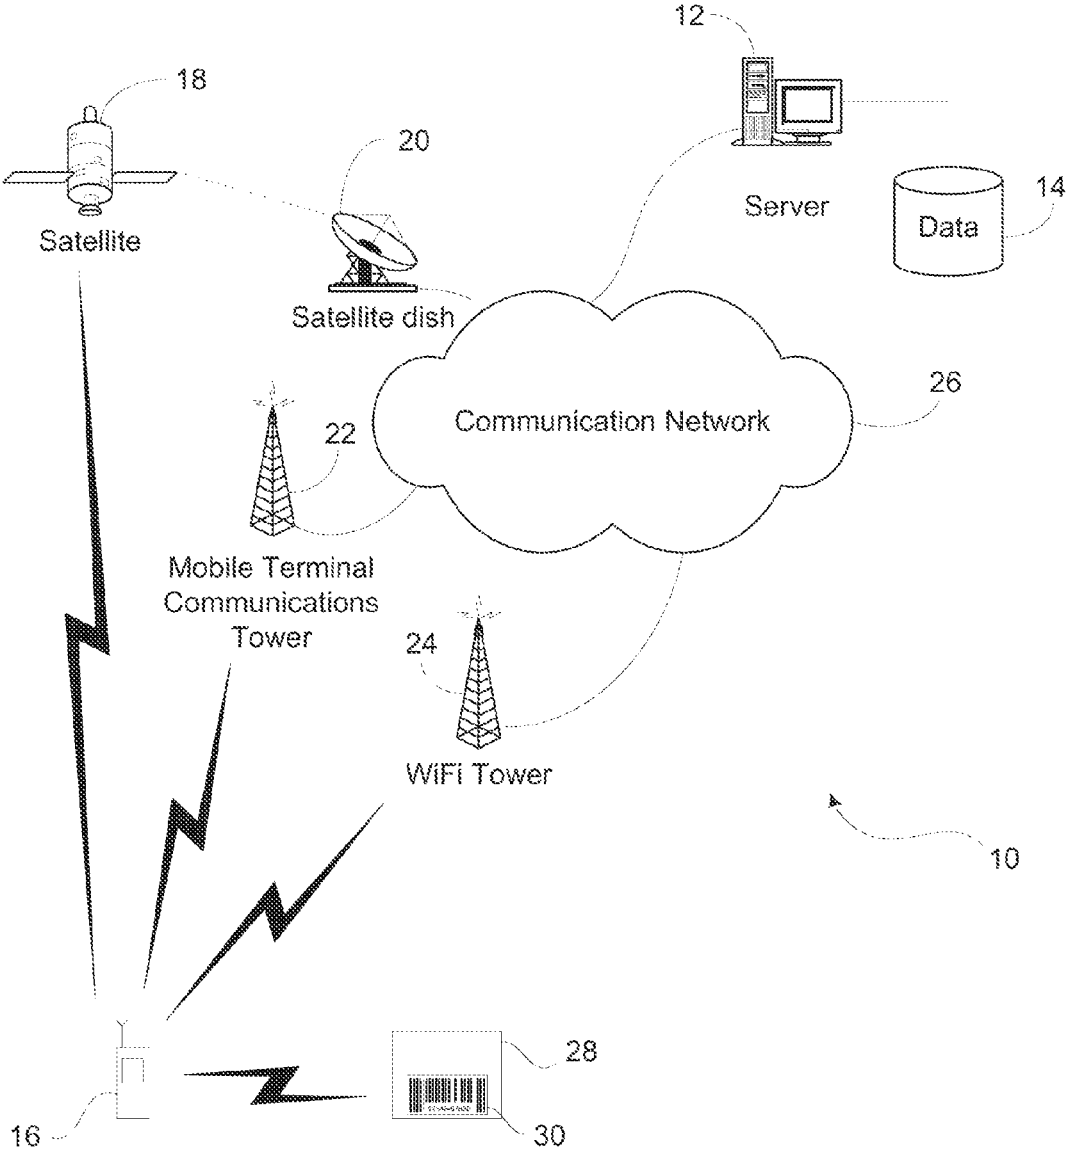 12
18
20
14
Server
Data
Satellite
Satellite dish
26
Communication Network
22
Mobile Terminal
Communications
Tower
24
WiFi Tower
10
28
16
30